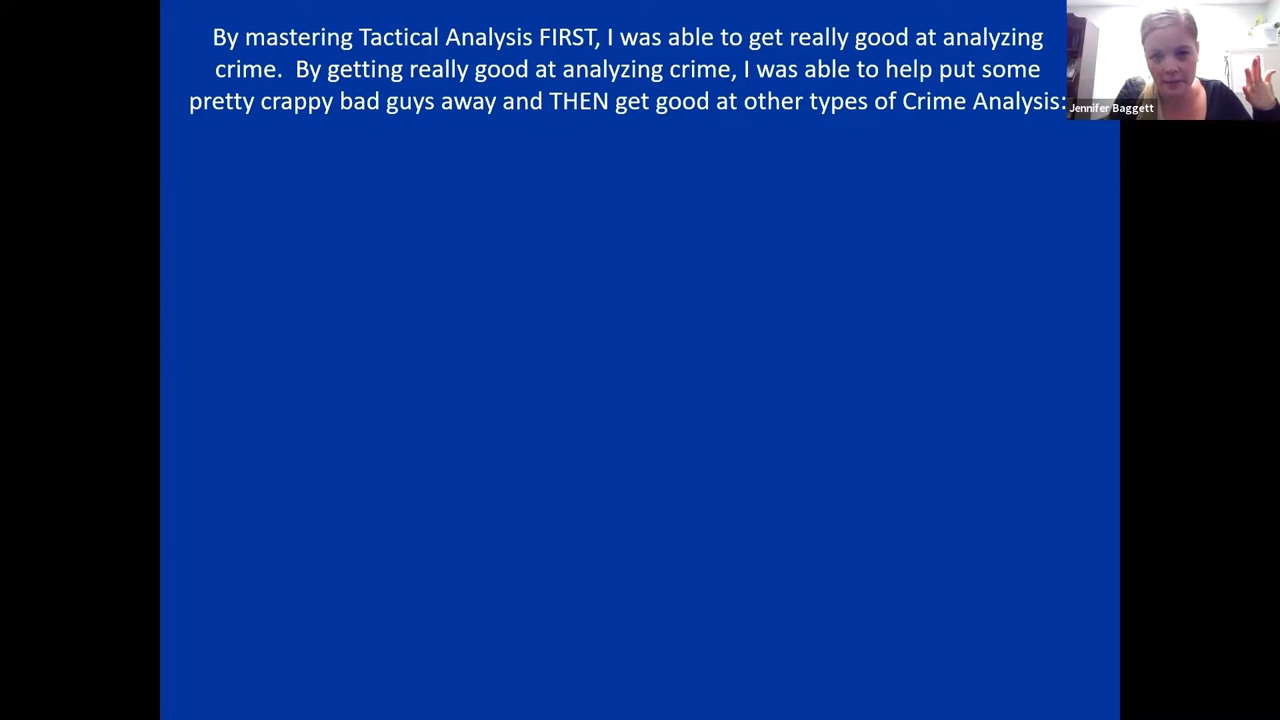 By mastering Tactical Analysis FIRST, I was able to get really good at analyzing
crime.  By getting really good at analyzing crime, I was able to help put some
pretty crappy bad guys away and THEN get good at other types of Crime Analysis:
Jennifer Baggett